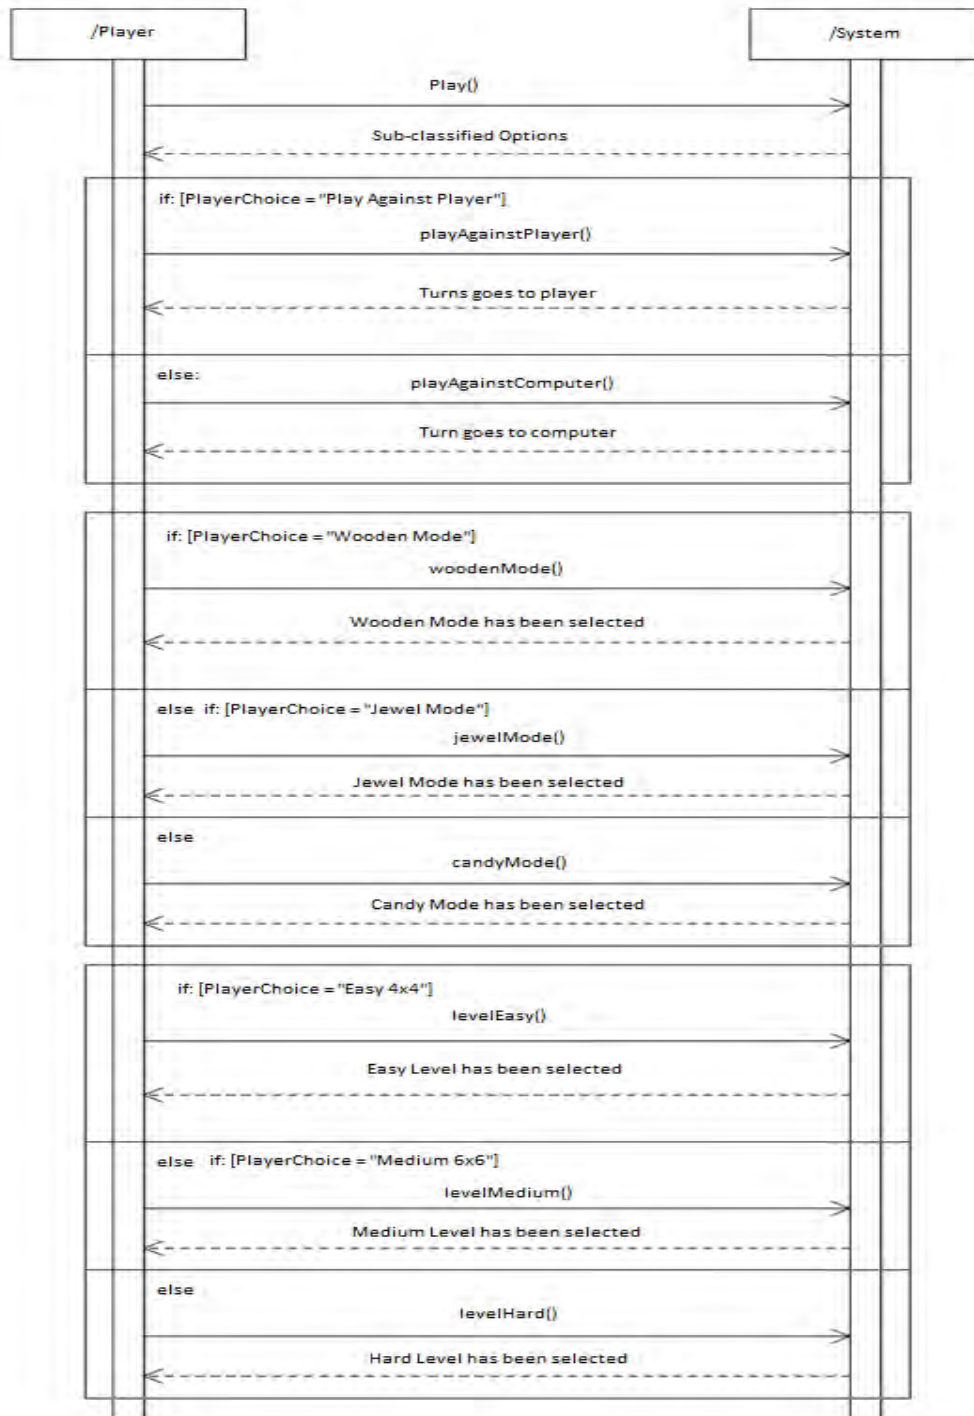 /Player
/System
Play()
Sub-classified Options
if: [PlayerChoice = "Play Against Player"]
playAgainstPlayer()
Turns goes to player
else:
playAgainstComputer()
Turn goes to computer
if: [PlayerChoice = "Wooden Mode"]
woodenMode()
Wooden Mode has been selected
else if: [PlayerChoice = "Jewel Mode"]
jewelMode()
Jewel Mode has been selected
else
candyMode()
Candy Mode has been selected
if: [PlayerChoice = "Easy 4x4"]
levelEasy()
Easy Level has been selected
else if: [PlayerChoice = "Medium 6x6"]
levelMedium()
Medium Level has been selected
else
levelHard()
Hard Level has been selected